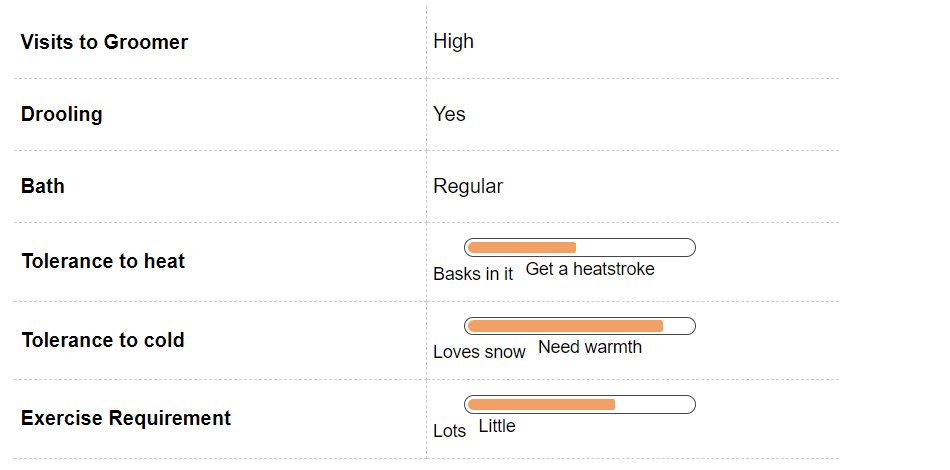 Visits to Groomer High
Drooling Yes
Bath Regular
Tolerance to heat
Basks in it Get a heatstroke
Tolerance to cold
Loves snow Need warmth
Exercise Requirement
Lots Little